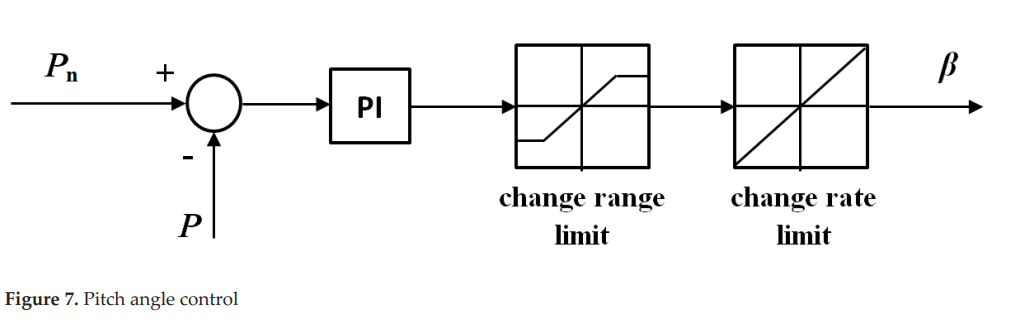 Pn
+
-
P
PI
change range
limit
change rate
limit
β
Figure 7. Pitch angle control